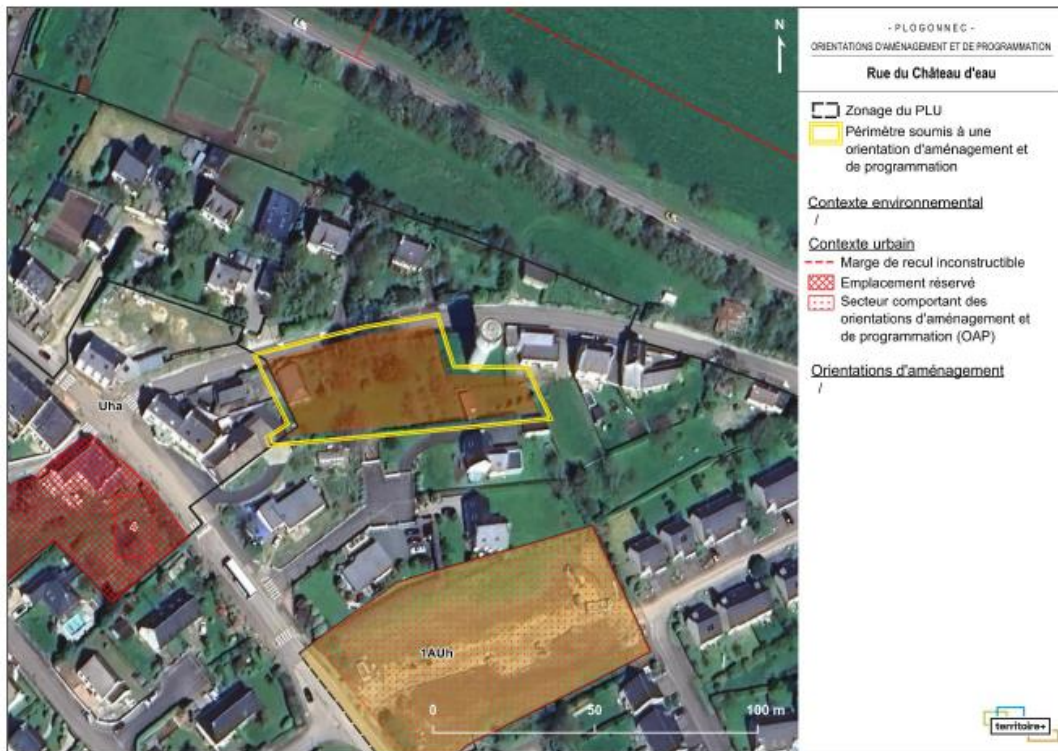 - PLOGONNEC -
ORIENTATIONS D'AMÉNAGEMENT ET DE PROGRAMMATION
Rue du Château d'eau
Zonage du PLU
Périmètre soumis à une
orientation d'aménagement et
de programmation
Contexte environnemental
/
Contexte urbain
Marge de recul inconstructible
Emplacement réservé
Secteur comportant des
orientations d'aménagement et
de programmation (OAP)
Orientations d'aménagement
/
N
Uha
1AUh
0 50 100 m
territoire+